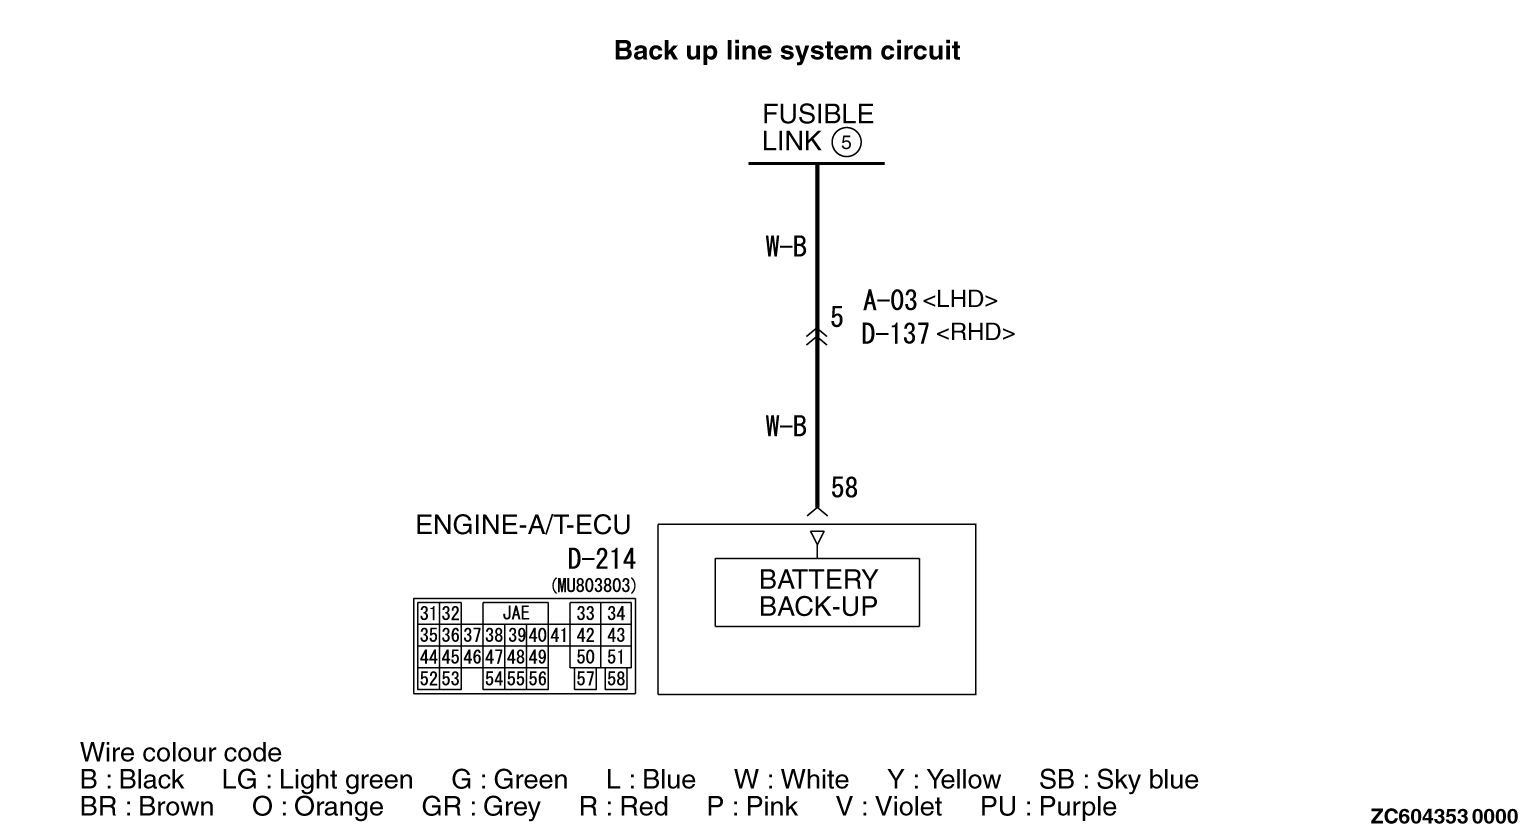 Back up line system circuit
FUSIBLE
LINK 5
W-B
5 A-03 <LHD>
D-137 <RHD>
W-B
58
ENGINE-A/T-ECU
D-214
(MU803803)
31 32 JAE 33 34
35 36 37 38 39 40 41 42 43
44 45 46 47 48 49 50 51
52 53 54 55 56 57 58
BATTERY
BACK-UP
Wire colour code
B : Black LG : Light green G : Green L : Blue W : White Y : Yellow SB : Sky blue
BR : Brown O : Orange GR : Grey R : Red P : Pink V : Violet PU : Purple
ZC604353 0000